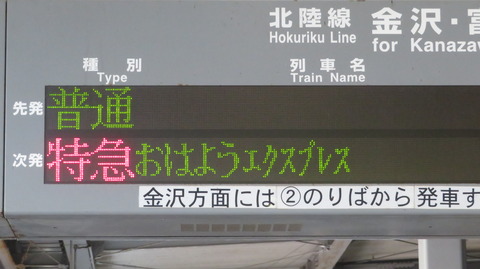 北陸線 金沢・富
Hokuriku Line for Kanazaw
種別 列車名
Type Train Name
先発 普通
次発 特急 おはようエクスプレス
金沢方面には②のりばから発車す